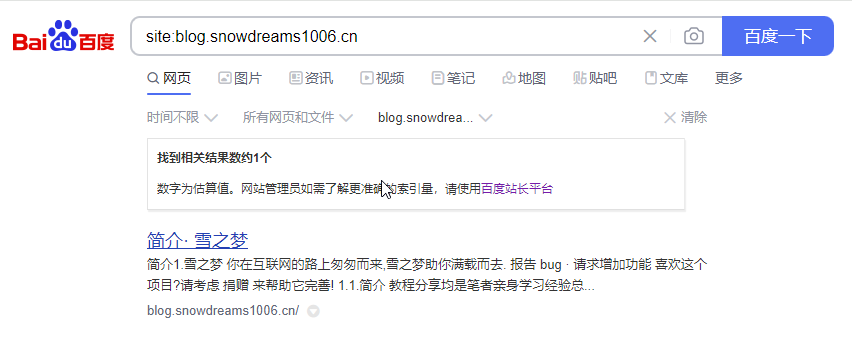 Bai du 百度 site:blog.snowdreams1006.cn 百度一下
网页 图片 资讯 视频 笔记 地图 贴吧 文库 更多
时间不限 所有网页和文件 blog.snowdrea... 清除
找到相关结果数约1个
数字为估算值。网站管理员如需了解更准确的索引量，请使用百度站长平台
简介· 雪之梦
简介1.雪之梦 你在互联网的路上匆匆而来,雪之梦助你满载而去. 报告 bug · 请求增加功能 喜欢这个
项目?请考虑 捐赠 来帮助它完善! 1.1.简介 教程分享均是笔者亲身学习经验总...
blog.snowdreams1006.cn/